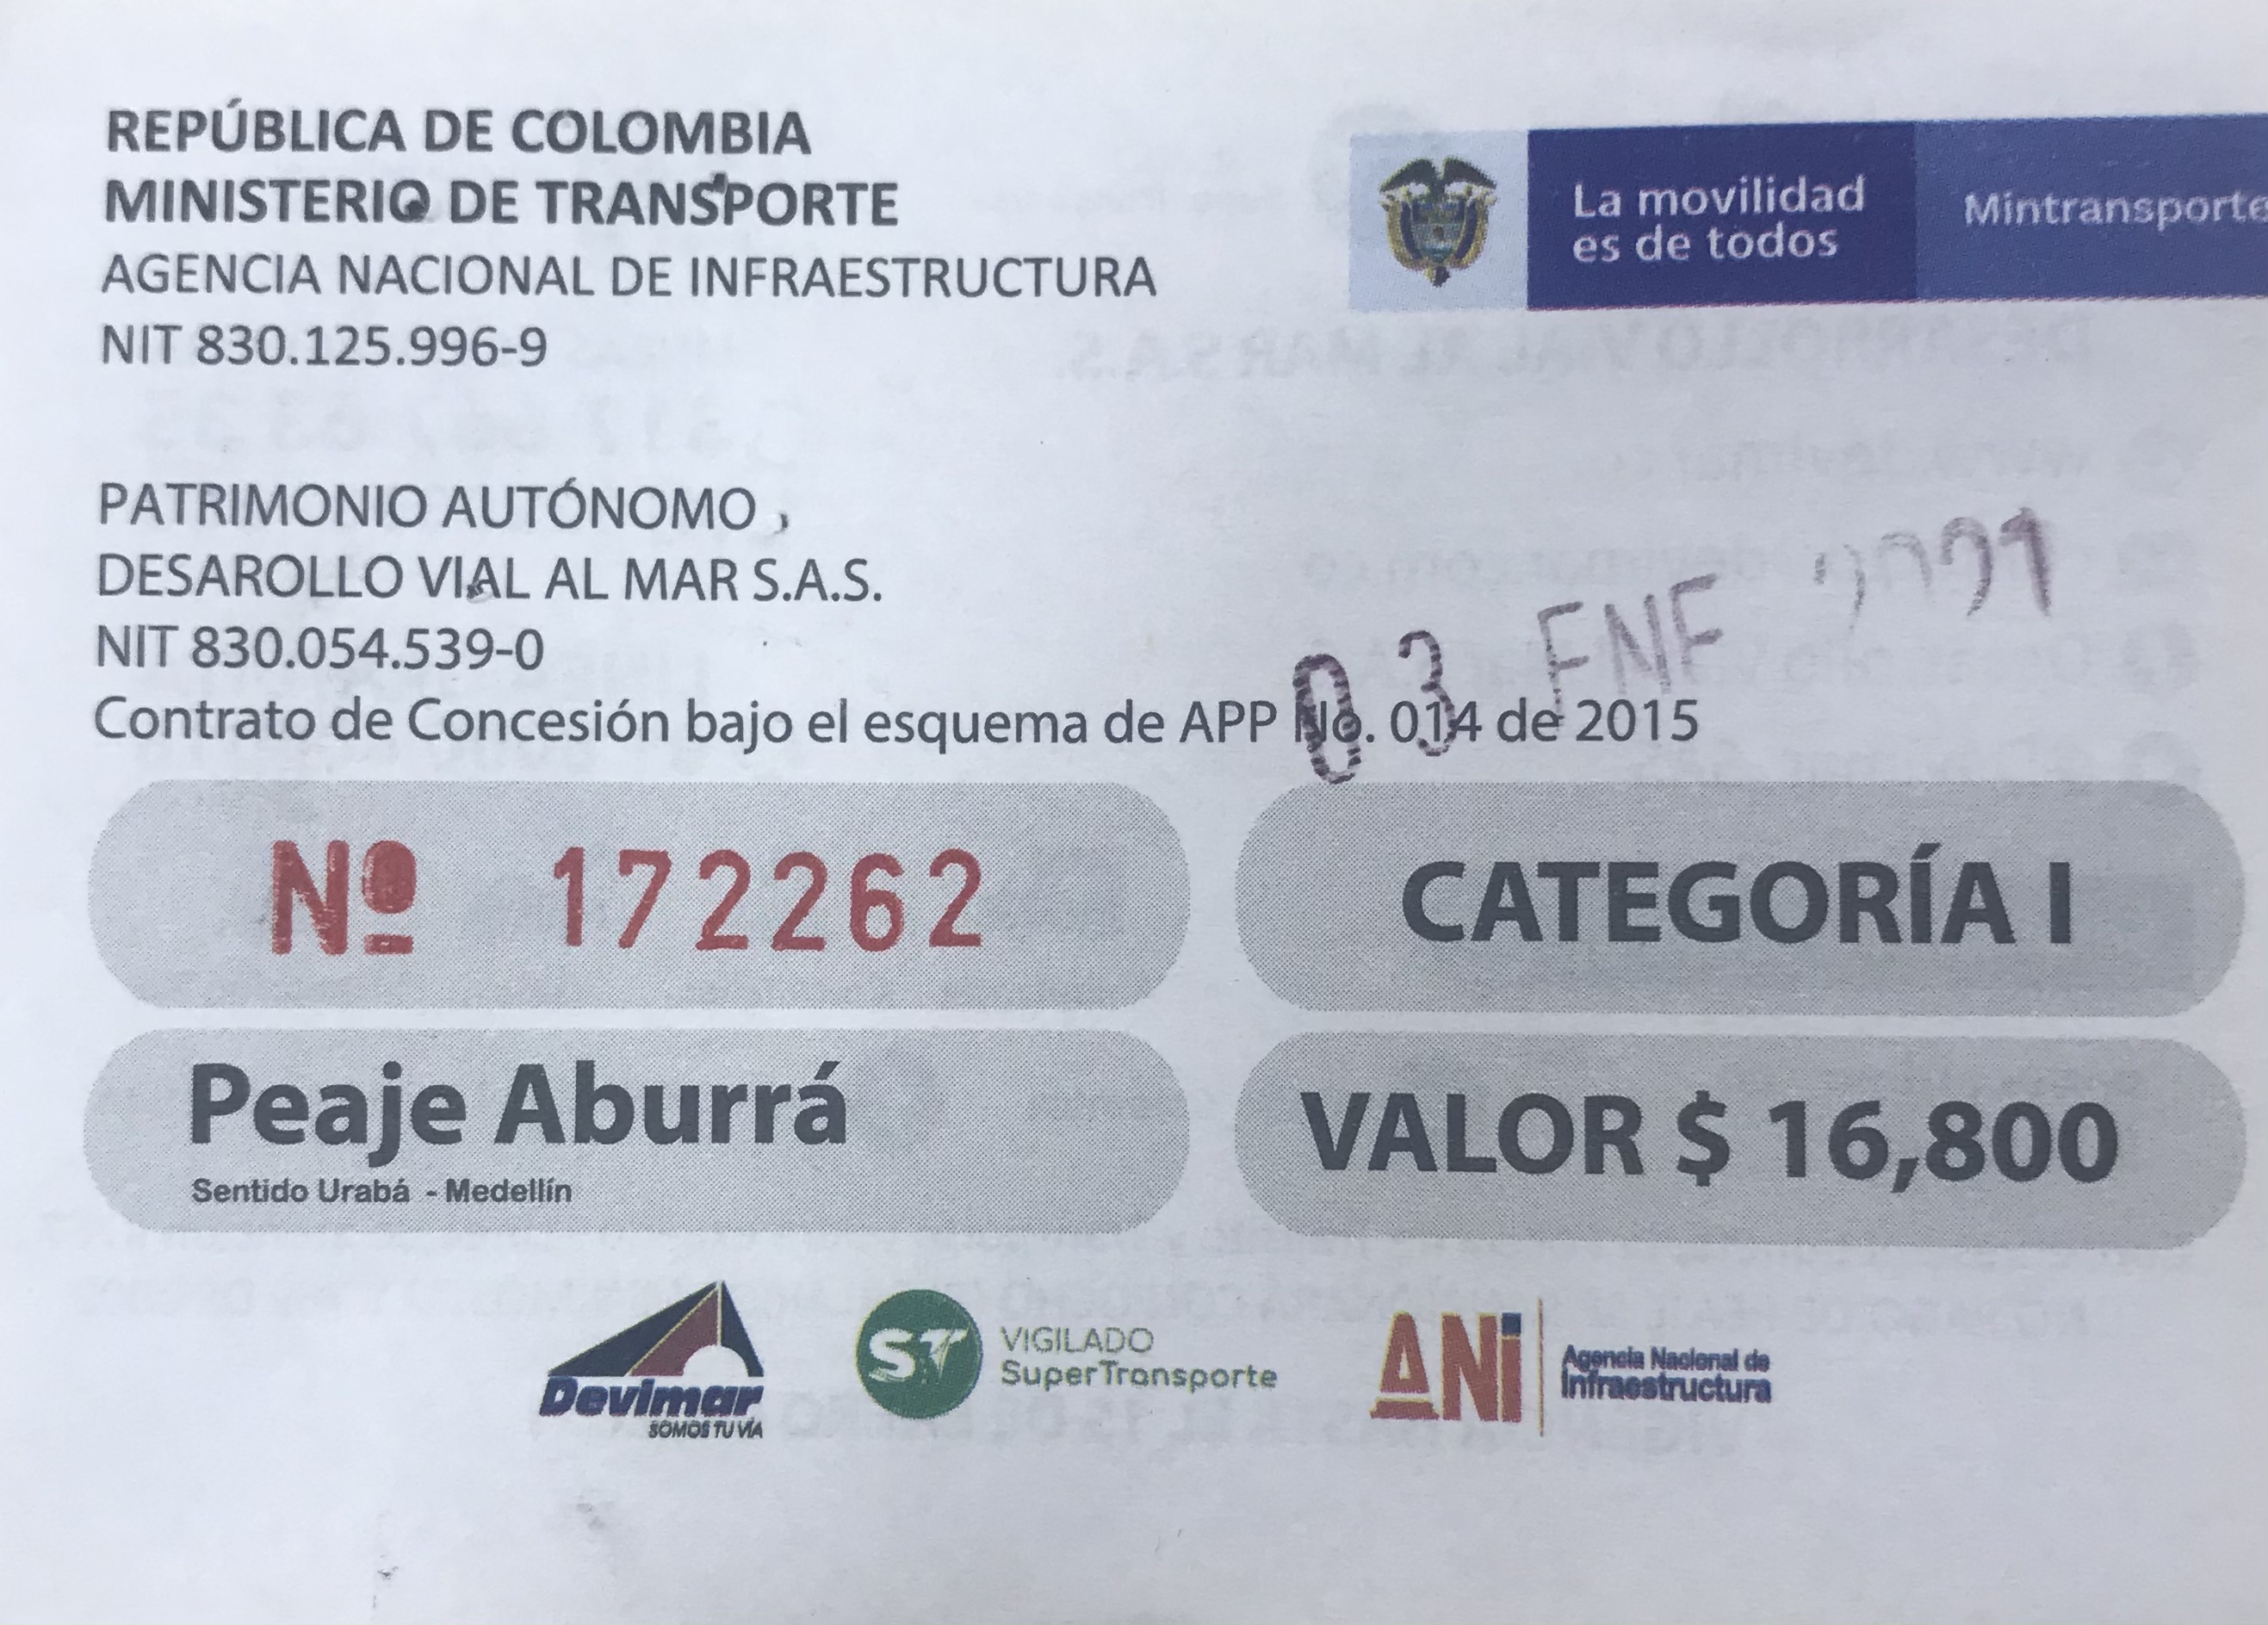 REPÚBLICA DE COLOMBIA
MINISTERIO DE TRANSPORTE
AGENCIA NACIONAL DE INFRAESTRUCTURA
NIT 830.125.996-9
La movilidad
es de todos
Mintransporte
PATRIMONIO AUTÓNOMO
DESAROLLO VIAL AL MAR S.A.S.
NIT 830.054.539-0
Contrato de Concesión bajo el esquema de APP No. 014 de 2015
03 ENE 2021
Nº 172262
CATEGORÍA I
Peaje Aburrá
Sentido Urabá - Medellín
VALOR $ 16,800
Devimar
SOMOS TU VÍA
ST
VIGILADO
SuperTransporte
ANi
Agencia Nacional de
Infraestructura